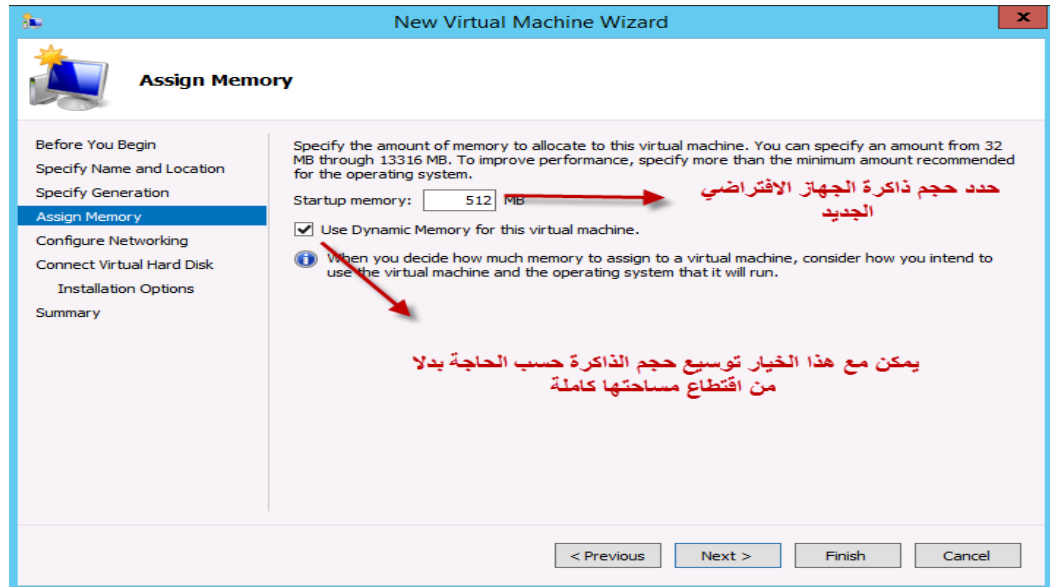 New Virtual Machine Wizard
x
Assign Memory
Before You Begin
Specify Name and Location
Specify Generation
Assign Memory
Configure Networking
Connect Virtual Hard Disk
Installation Options
Summary
Specify the amount of memory to allocate to this virtual machine. You can specify an amount from 32
MB through 13316 MB. To improve performance, specify more than the minimum amount recommended
for the operating system.
Startup memory: 512 MB
حدد حجم ذاكرة الجهاز الافتراضي
الجديد
Use Dynamic Memory for this virtual machine.
When you decide how much memory to assign to a virtual machine, consider how you intend to
use the virtual machine and the operating system that it will run.
يمكن مع هذا الخيار توسيع حجم الذاكرة حسب الحاجة بدلا
من اقتطاع مساحتها كاملة
< Previous
Next >
Finish
Cancel